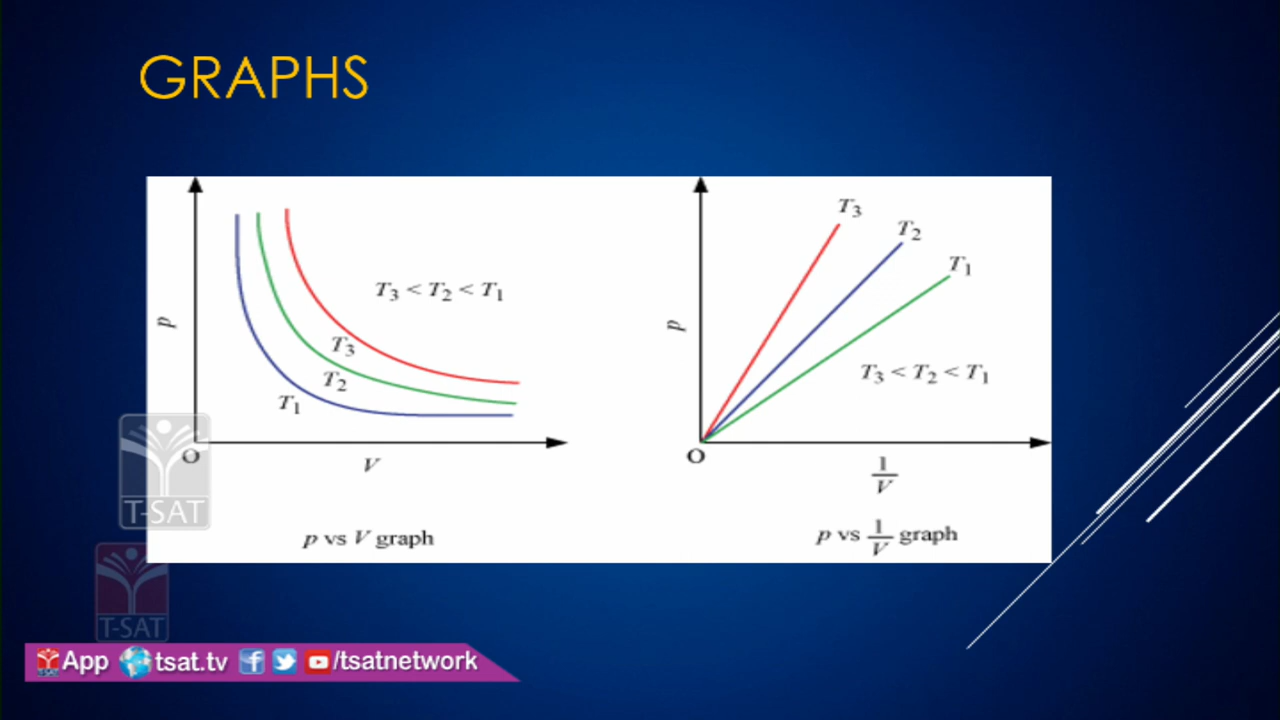 GRAPHS
p
T3 < T2 < T1
T3
T2
T1
O
V
p vs V graph
p
T3
T2
T1
T3 < T2 < T1
O
1/V
p vs 1/V graph
T-SAT
T-SAT
T-SAT App tsat.tv /tsatnetwork